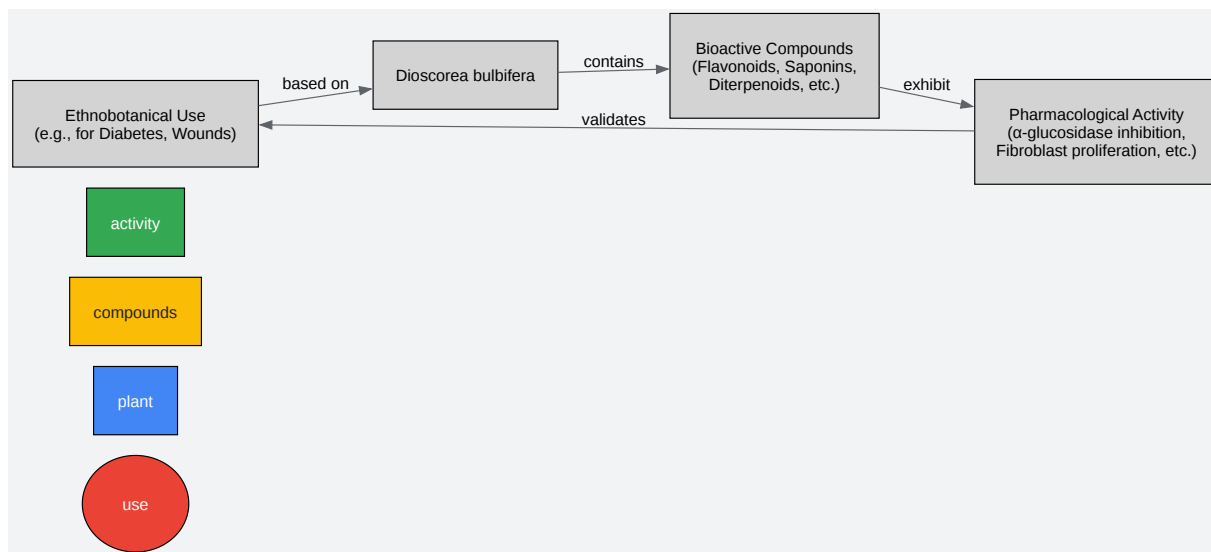 Ethnobotanical Use
(e.g., for Diabetes, Wounds)
based on
Dioscorea bulbifera
contains
Bioactive Compounds
(Flavonoids, Saponins,
Diterpenoids, etc.)
exhibit
Pharmacological Activity
(α-glucosidase inhibition,
Fibroblast proliferation, etc.)
validates
activity
compounds
plant
use